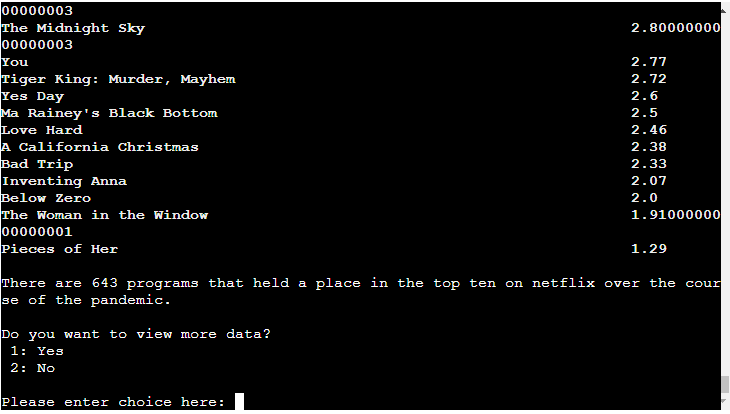 00000003
The Midnight Sky 2.80000000
00000003
You 2.77
Tiger King: Murder, Mayhem 2.72
Yes Day 2.6
Ma Rainey's Black Bottom 2.5
Love Hard 2.46
A California Christmas 2.38
Bad Trip 2.33
Inventing Anna 2.07
Below Zero 2.0
The Woman in the Window 1.91000000
00000001
Pieces of Her 1.29
There are 643 programs that held a place in the top ten on netflix over the cour
se of the pandemic.
Do you want to view more data?
1: Yes
2: No
Please enter choice here: